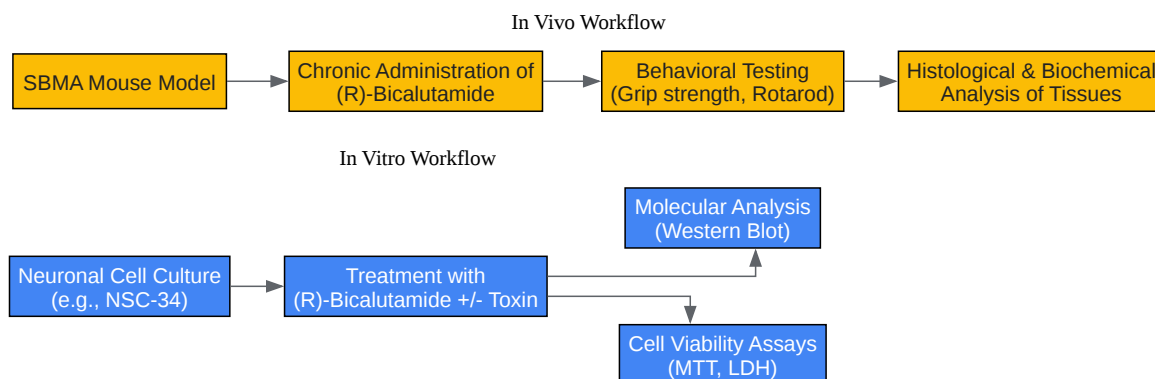 In Vivo Workflow
SBMA Mouse Model
Chronic Administration of
(R)-Bicalutamide
Behavioral Testing
(Grip strength, Rotarod)
Histological & Biochemical
Analysis of Tissues
In Vitro Workflow
Neuronal Cell Culture
(e.g., NSC-34)
Treatment with
(R)-Bicalutamide +/- Toxin
Molecular Analysis
(Western Blot)
Cell Viability Assays
(MTT, LDH)